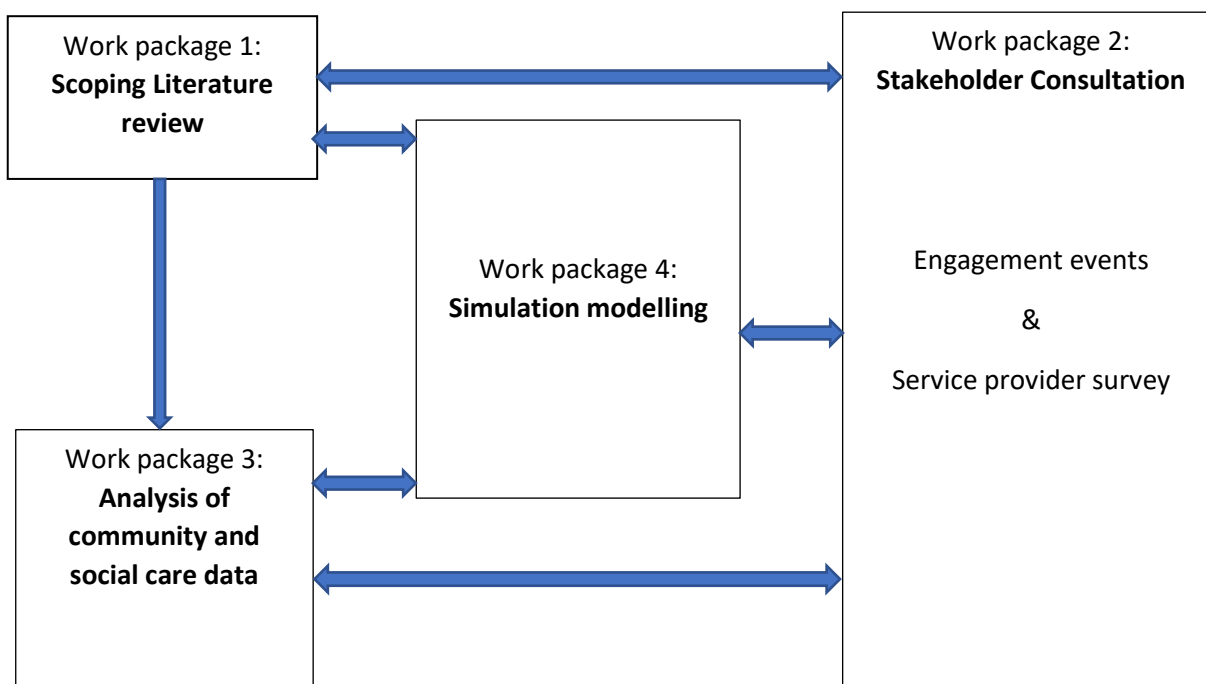 Work package 1:
Scoping Literature
review
Work package 2:
Stakeholder Consultation
Engagement events
&
Service provider survey
Work package 4:
Simulation modelling
Work package 3:
Analysis of
community and
social care data